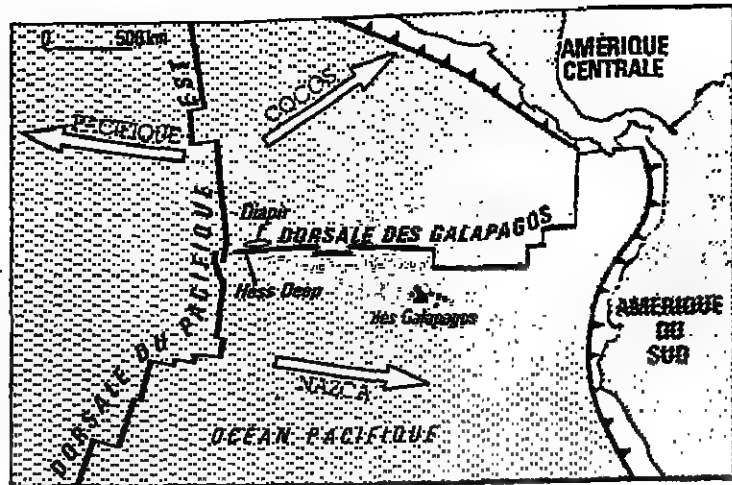 0 500km
AMÉRIQUE
CENTRALE
EST
COCOS
PACIFIQUE
Diapir
DORSALE DES GALAPAGOS
Hess Deep
Iles Galapagos
DORSALE DU PACIFIQUE
AMÉRIQUE
DU
SUD
NAZCA
OCÉAN PACIFIQUE